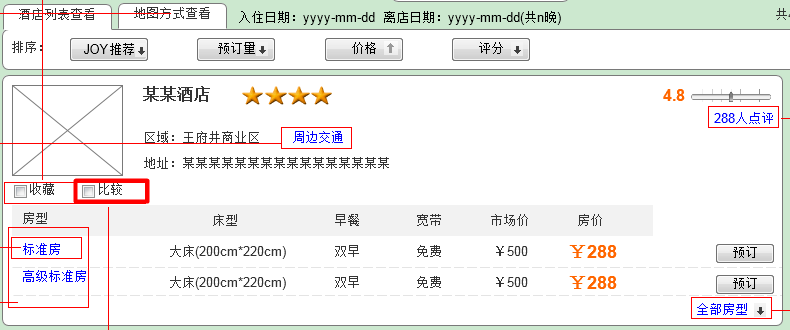 酒店列表查看 地图方式查看 入住日期：yyyy-mm-dd 离店日期：yyyy-mm-dd(共n晚) 共
排序： JOY推荐 预订量 价格 评分
某某酒店 4.8
288人点评
区域：王府井商业区 周边交通
地址：某某某某某某某某某某某某某某某某
收藏 比较
房型 床型 早餐 宽带 市场价 房价
标准房 大床(200cm*220cm) 双早 免费 ￥500 ￥288 预订
高级标准房 大床(200cm*220cm) 双早 免费 ￥500 ￥288 预订
全部房型